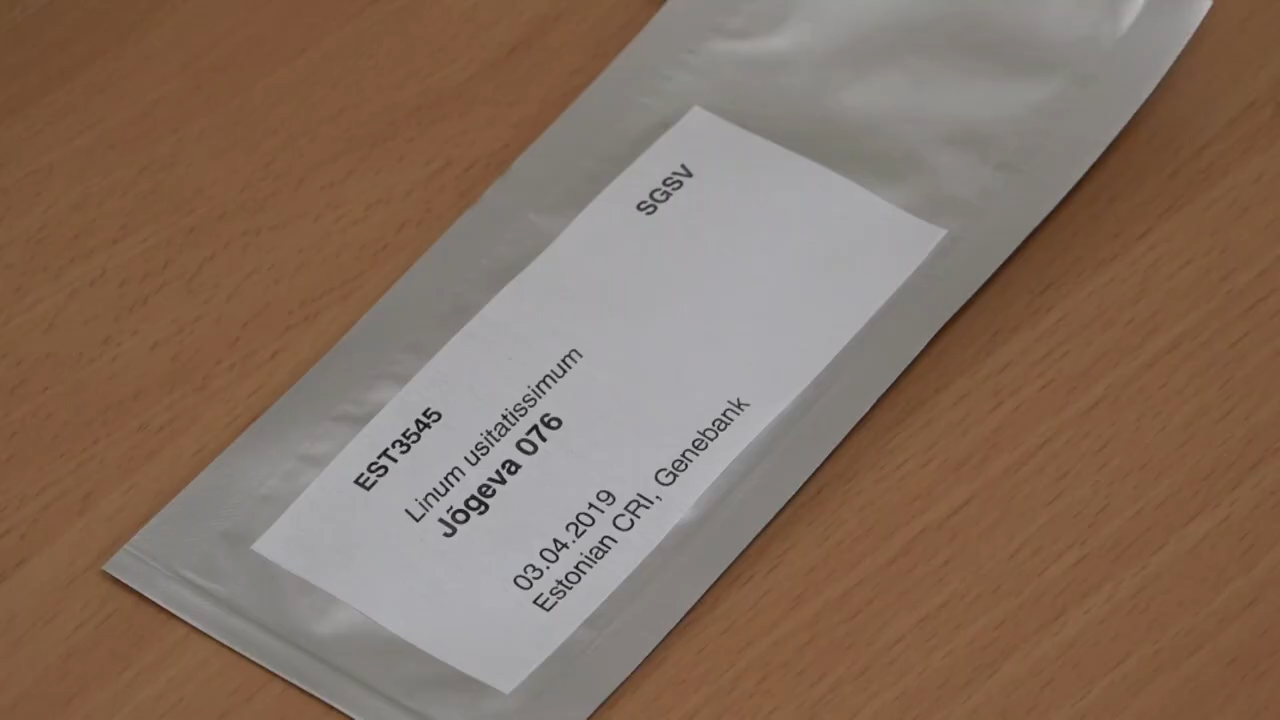 EST3545
SGSV
Linum usitatissimum
Jõgeva 076
03.04.2019
Estonian CRI, Genebank